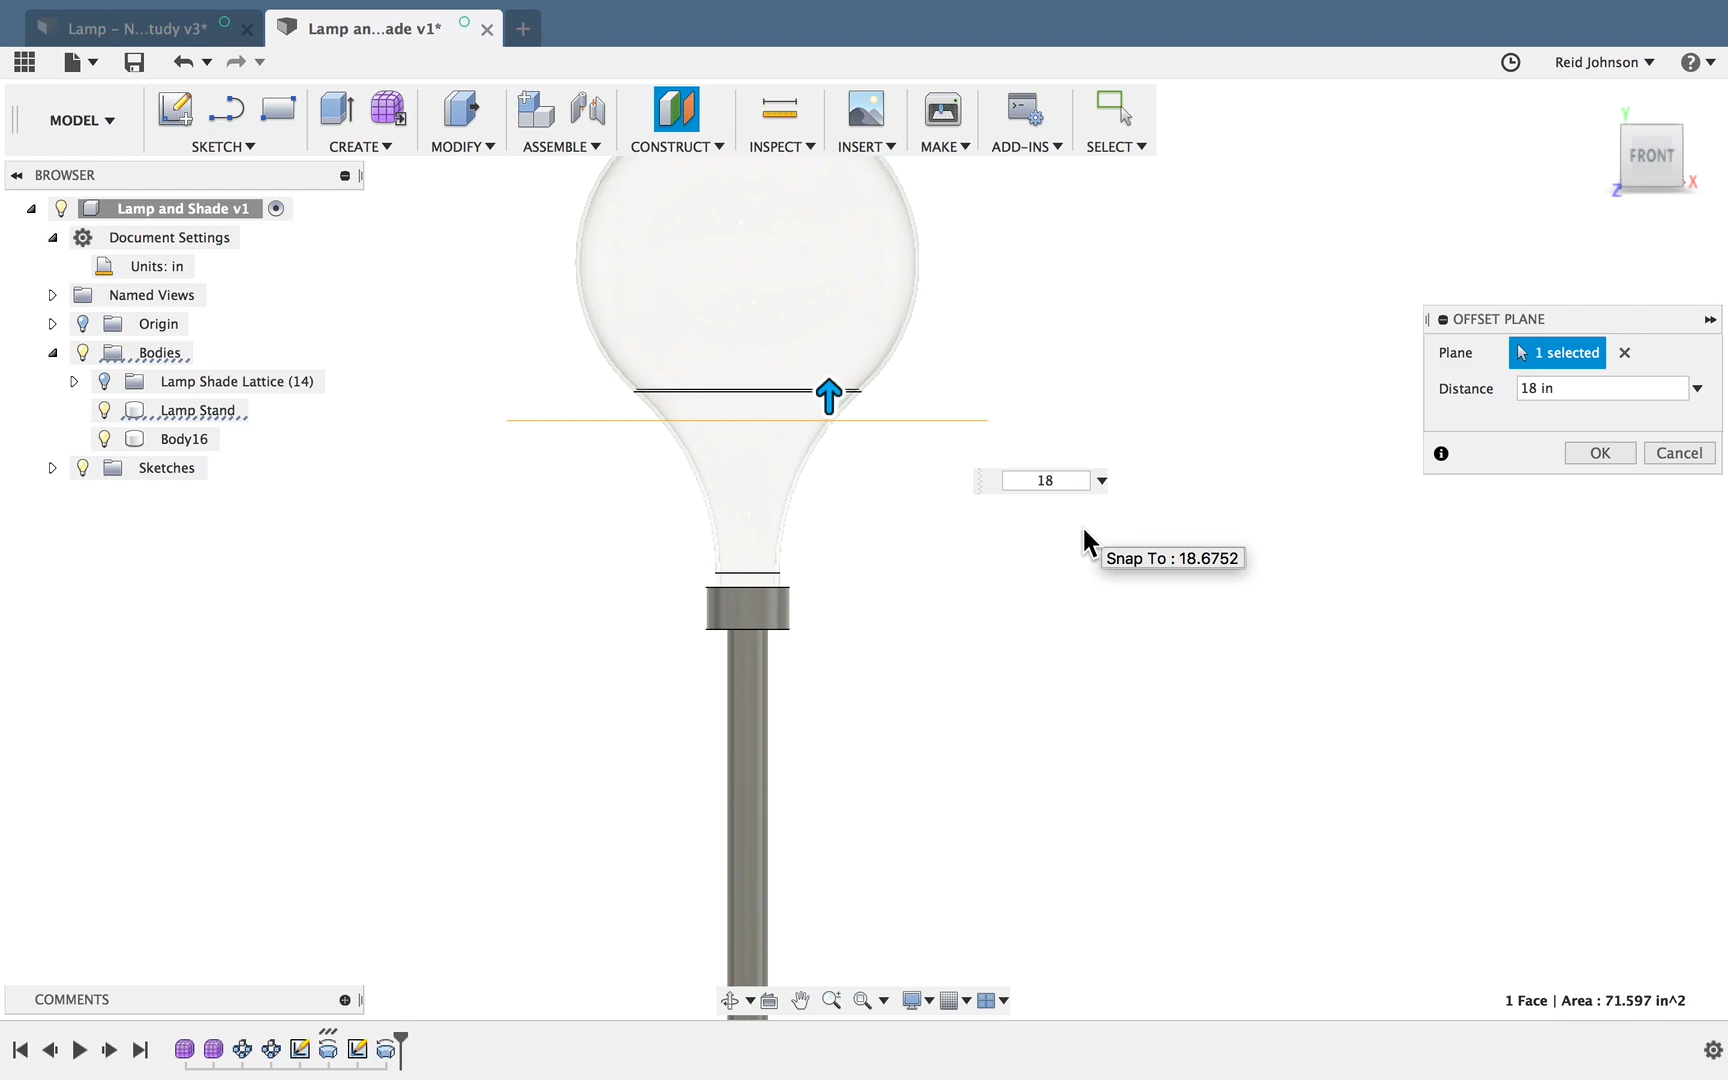 Lamp – N...tudy v3*
Lamp an...ade v1*
Reid Johnson
MODEL
SKETCH
CREATE
MODIFY
ASSEMBLE
CONSTRUCT
INSPECT
INSERT
MAKE
ADD-INS
SELECT
Y
FRONT
X
Z
BROWSER
Lamp and Shade v1
Document Settings
Units: in
Named Views
Origin
Bodies
Lamp Shade Lattice (14)
Lamp Stand
Body16
Sketches
OFFSET PLANE
Plane
1 selected
Distance
18 in
OK
Cancel
18
Snap To : 18.6752
COMMENTS
1 Face | Area : 71.597 in^2